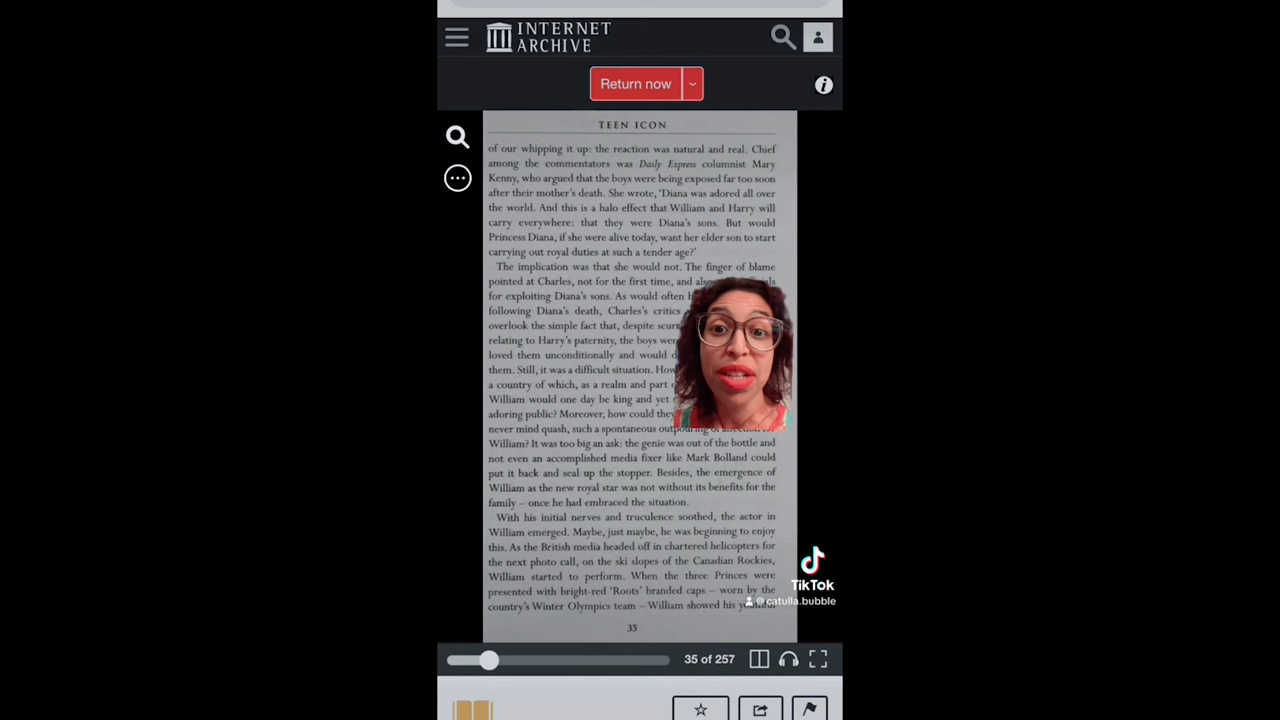 INTERNET
ARCHIVE
Return now
TEEN ICON
of our whipping it up: the reaction was natural and real. Chief
among the commentators was Daily Express columnist Mary
Kenny, who argued that the boys were being exposed far too soon
after their mother's death. She wrote, 'Diana was adored all over
the world. And this is a halo effect that William and Harry will
carry everywhere: that they were Diana's sons. But would
Princess Diana, if she were alive today, want her elder son to start
carrying out royal duties at such a tender age?'
The implication was that she would not. The finger of blame
pointed at Charles, not for the first time, and also
for exploiting Diana's sons. As would often
following Diana's death, Charles's critics
overlook the simple fact that, despite
relating to Harry's paternity, the boys
loved them unconditionally and would
them. Still, it was a difficult situation.
a country of which, as a realm and part
William would one day be king and yet
adoring public? Moreover, how could they
never mind quash, such a spontaneous outpouring of affection for
William? It was too big an ask: the genie was out of the bottle and
not even an accomplished media fixer like Mark Bolland could
put it back and seal up the stopper. Besides, the emergence of
William as the new royal star was not without its benefits for the
family – once he had embraced the situation.
With his initial nerves and truculence soothed, the actor in
William emerged. Maybe, just maybe, he was beginning to enjoy
this. As the British media headed off in chartered helicopters for
the next photo call, on the ski slopes of the Canadian Rockies,
William started to perform. When the three Princes were
presented with bright-red 'Roots' branded caps – worn by the
country's Winter Olympics team – William showed his
35
TikTok
@catulla.bubble
35 of 257